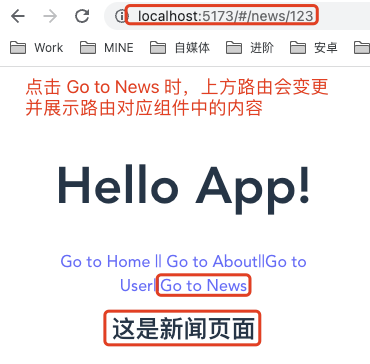 localhost:5173/#/news/123
Work MINE 自媒体 进阶 安卓
点击 Go to News 时，上方路由会变更
并展示路由对应组件中的内容
Hello App!
Go to Home || Go to About||Go to
User||Go to News
这是新闻页面